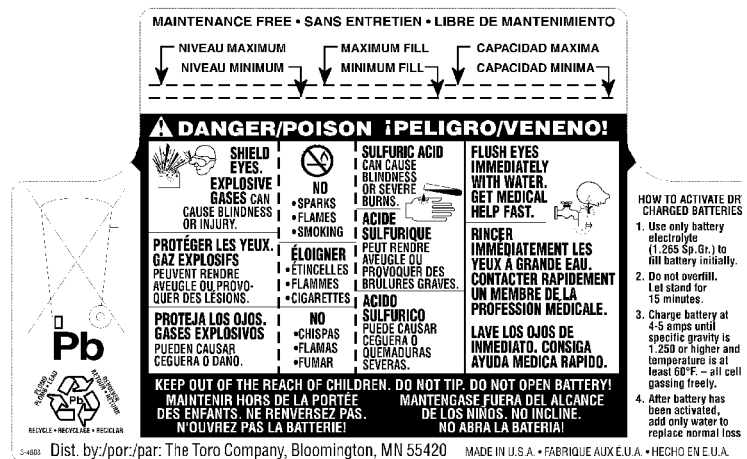 MAINTENANCE FREE • SANS ENTRETIEN • LIBRE DE MANTENIMIENTO
NIVEAU MAXIMUM
MAXIMUM FILL
CAPACIDAD MAXIMA
NIVEAU MINIMUM
MINIMUM FILL
CAPACIDAD MINIMA
DANGER/POISON ¡PELIGRO/VENENO!
SHIELD
EYES.
EXPLOSIVE
GASES CAN
CAUSE BLINDNESS
OR INJURY.
NO
•SPARKS
•FLAMES
•SMOKING
SULFURIC ACID
CAN CAUSE
BLINDNESS
OR SEVERE
BURNS.
FLUSH EYES
IMMEDIATELY
WITH WATER.
GET MEDICAL
HELP FAST.
PROTÉGER LES YEUX.
GAZ EXPLOSIFS
PEUVENT RENDRE
AVEUGLE OU PROVO-
QUER DES LÉSIONS.
ÉLOIGNER
•ÉTINCELLES
•FLAMMES
•CIGARETTES
ACIDE
SULFURIQUE
PEUT RENDRE
AVEUGLE OU
PROVOQUER DES
BRÛLURES GRAVES.
RINCER
IMMÉDIATEMENT LES
YEUX A GRANDE EAU.
CONTACTER RAPIDEMENT
UN MEMBRE DE LA
PROFESSION MÉDICALE.
PROTEJA LOS OJOS.
GASES EXPLOSIVOS
PUEDEN CAUSAR
CEGUERA O DAÑO.
NO
•CHISPAS
•FLAMAS
•FUMAR
ACIDO
SULFURICO
PUEDE CAUSAR
CEGUERA O
QUEMADURAS
SEVERAS.
LAVE LOS OJOS DE
INMEDIATO. CONSIGA
AYUDA MEDICA RAPIDO.
KEEP OUT OF THE REACH OF CHILDREN. DO NOT TIP. DO NOT OPEN BATTERY!
MAINTENIR HORS DE LA PORTÉE
DES ENFANTS. NE RENVERSEZ PAS.
N'OUVREZ PAS LA BATTERIE!
MANTENGASE FUERA DEL ALCANCE
DE LOS NIÑOS. NO INCLINE.
NO ABRA LA BATERIA!
Pb
PLOMO
PLOMB • LEAD
RETURN
Pb
RECYCLE • RECYCLAGE • RECICLAR
HOW TO ACTIVATE DR
CHARGED BATTERIES
1. Use only battery
electrolyte
(1.265 Sp.Gr.) to
fill battery initially.
2. Do not overfill.
Let stand for
15 minutes.
3. Charge battery at
4-5 amps until
specific gravity is
1.250 or higher and
temperature is at
least 60°F. – all cell
gassing freely.
4. After battery has
been activated,
add only water to
replace normal loss
Dist. by:/por:/par: The Toro Company, Bloomington, MN 55420
MADE IN U.S.A. • FABRIQUE AUX É.U.A. • HECHO EN E.U.A.